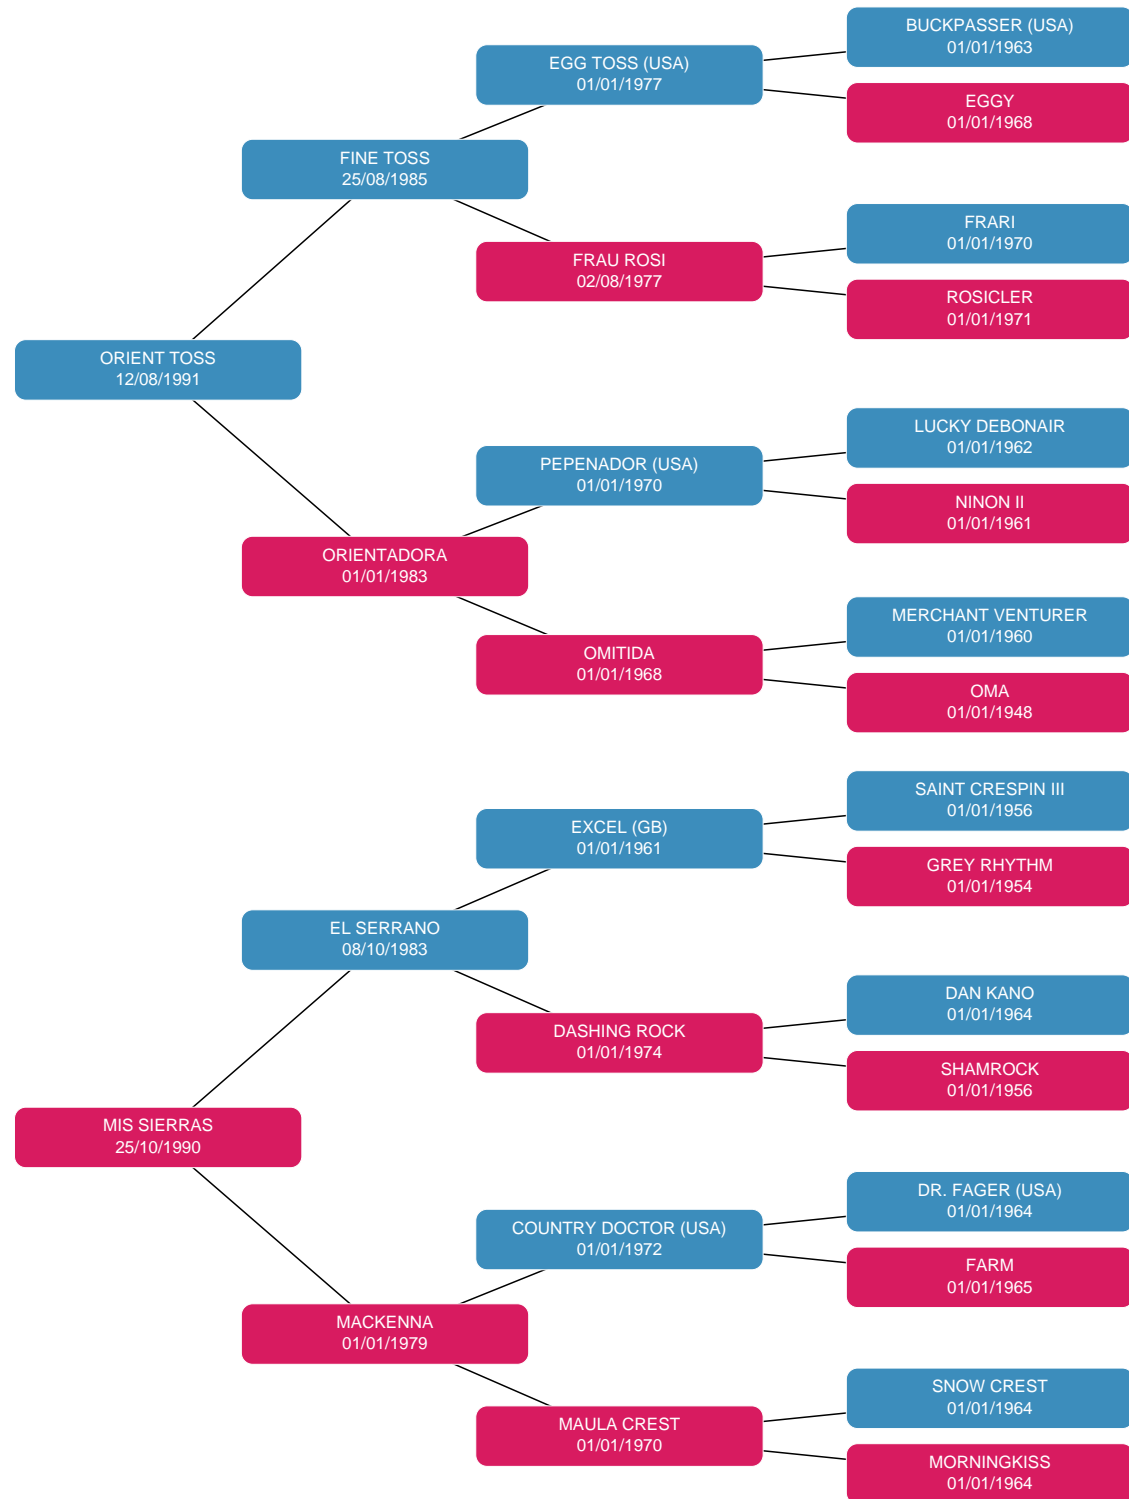 BUCKPASSER (USA)
01/01/1963
EGG TOSS (USA)
01/01/1977
EGGY
01/01/1968
FINE TOSS
25/08/1985
FRARI
01/01/1970
FRAU ROSI
02/08/1977
ROSICLER
01/01/1971
ORIENT TOSS
12/08/1991
LUCKY DEBONAIR
01/01/1962
PEPENADOR (USA)
01/01/1970
NINON II
01/01/1961
ORIENTADORA
01/01/1983
MERCHANT VENTURER
01/01/1960
OMITIDA
01/01/1968
OMA
01/01/1948
SAINT CRESPIN III
01/01/1956
EXCEL (GB)
01/01/1961
GREY RHYTHM
01/01/1954
EL SERRANO
08/10/1983
DAN KANO
01/01/1964
DASHING ROCK
01/01/1974
SHAMROCK
01/01/1956
MIS SIERRAS
25/10/1990
DR. FAGER (USA)
01/01/1964
COUNTRY DOCTOR (USA)
01/01/1972
FARM
01/01/1965
MACKENNA
01/01/1979
SNOW CREST
01/01/1964
MAULA CREST
01/01/1970
MORNINGKISS
01/01/1964